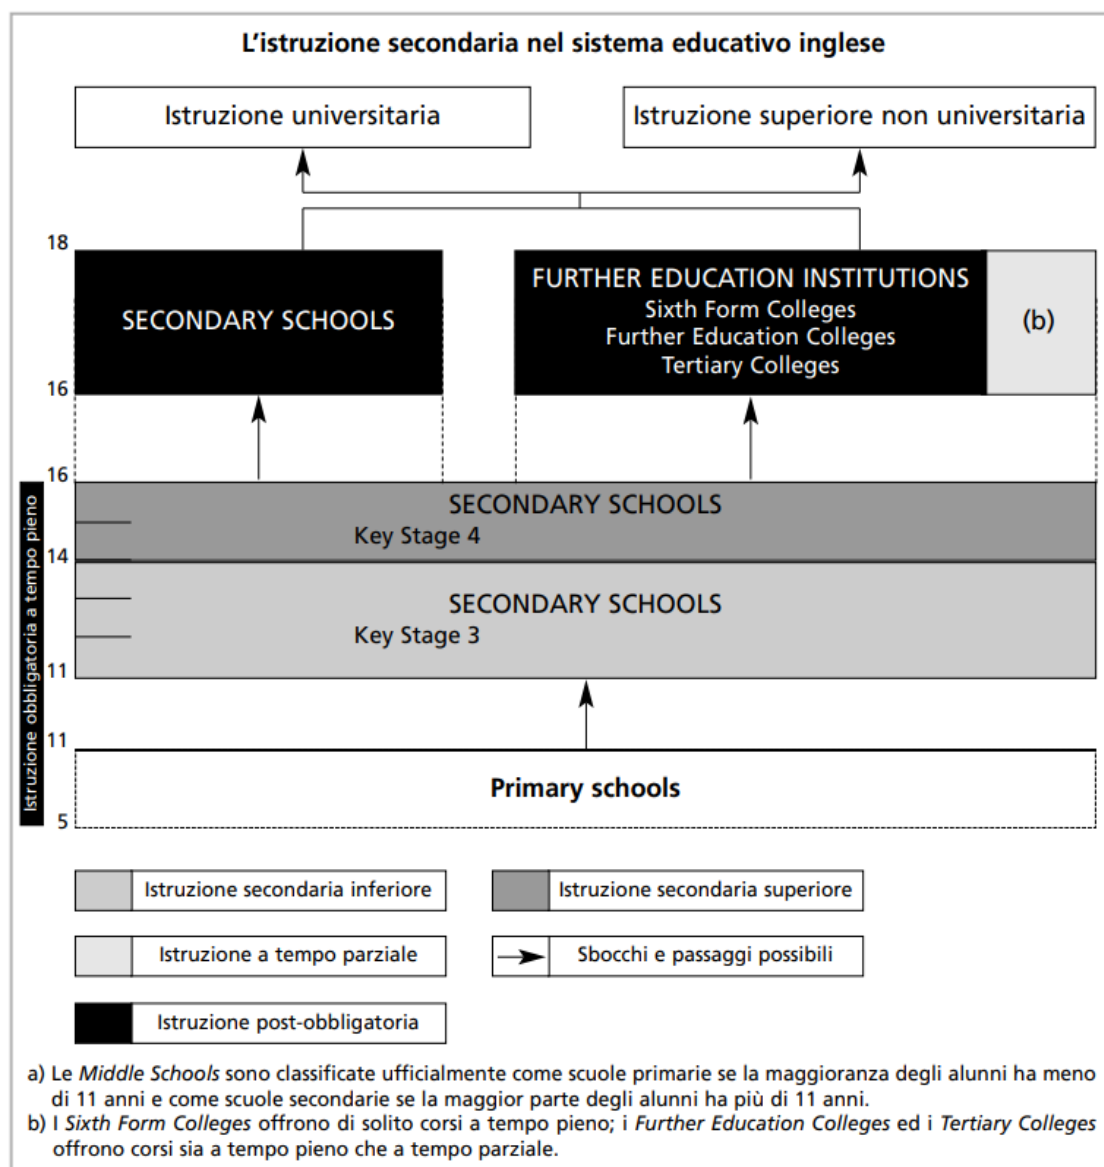 L'istruzione secondaria nel sistema educativo inglese
Istruzione universitaria
Istruzione superiore non universitaria
18
SECONDARY SCHOOLS
FURTHER EDUCATION INSTITUTIONS
Sixth Form Colleges
Further Education Colleges
Tertiary Colleges
(b)
16
16
SECONDARY SCHOOLS
Key Stage 4
14
SECONDARY SCHOOLS
Key Stage 3
11
11
Primary schools
5
Istruzione obbligatoria a tempo pieno
Istruzione secondaria inferiore
Istruzione secondaria superiore
Istruzione a tempo parziale
Sbocchi e passaggi possibili
Istruzione post-obbligatoria
a) Le Middle Schools sono classificate ufficialmente come scuole primarie se la maggioranza degli alunni ha meno
di 11 anni e come scuole secondarie se la maggior parte degli alunni ha più di 11 anni.
b) I Sixth Form Colleges offrono di solito corsi a tempo pieno; i Further Education Colleges ed i Tertiary Colleges
offrono corsi sia a tempo pieno che a tempo parziale.